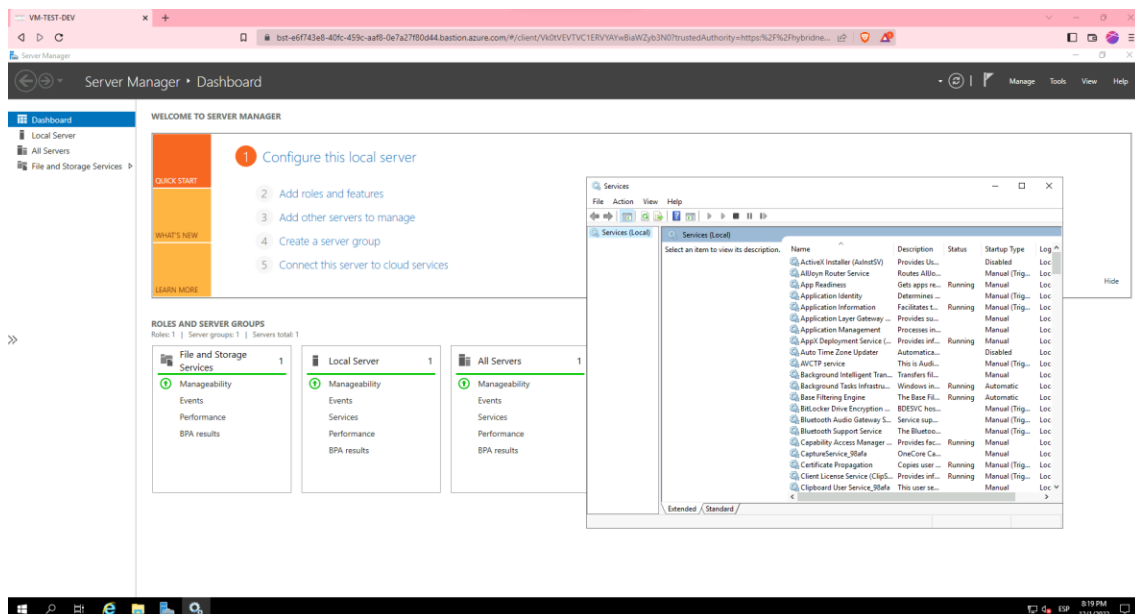 VM-TEST-DEV
bst-e6f743e8-40fc-459c-aaf8-0e7a27f80d44.bastion.azure.com/#/client/
Server Manager
Server Manager • Dashboard
Manage Tools View Help
Dashboard
Local Server
All Servers
File and Storage Services
WELCOME TO SERVER MANAGER
QUICK START
WHAT'S NEW
LEARN MORE
1 Configure this local server
2 Add roles and features
3 Add other servers to manage
4 Create a server group
5 Connect this server to cloud services
Hide
ROLES AND SERVER GROUPS
Roles: 1 | Server groups: 1 | Servers total: 1
File and Storage Services 1
Manageability
Events
Performance
BPA results
Local Server 1
Manageability
Events
Services
Performance
BPA results
All Servers 1
Manageability
Events
Services
Performance
BPA results
Services
File Action View Help
Services (Local)
Services (Local)
Select an item to view its description.
Name Description Status Startup Type Log
ActiveX Installer (AxInstSV) Provides Us... Disabled Loc
AllJoyn Router Service Routes AllJo... Manual (Trig... Loc
App Readiness Gets apps re... Running Manual Loc
Application Identity Determines ... Manual (Trig... Loc
Application Information Facilitates t... Running Manual (Trig... Loc
Application Layer Gateway ... Provides su... Manual Loc
Application Management Processes in... Manual Loc
AppX Deployment Service (... Provides inf... Running Manual (Trig... Loc
Auto Time Zone Updater Automatica... Disabled Loc
AVCTP service This is Audi... Manual (Trig... Loc
Background Intelligent Tran... Transfers fil... Manual Loc
Background Tasks Infrastru... Windows in... Running Automatic Loc
Base Filtering Engine The Base Fil... Running Automatic Loc
BitLocker Drive Encryption ... BDESVC hos... Manual (Trig... Loc
Bluetooth Audio Gateway S... Service sup... Manual (Trig... Loc
Bluetooth Support Service The Bluetoo... Manual (Trig... Loc
Capability Access Manager ... Provides fac... Running Manual Loc
CaptureService_98afa OneCore Ca... Manual Loc
Certificate Propagation Copies user ... Running Manual (Trig... Loc
Client License Service (ClipS... Provides inf... Running Manual (Trig... Loc
Clipboard User Service_98afa This user se... Manual Loc
Extended Standard
ESP
8:19 PM